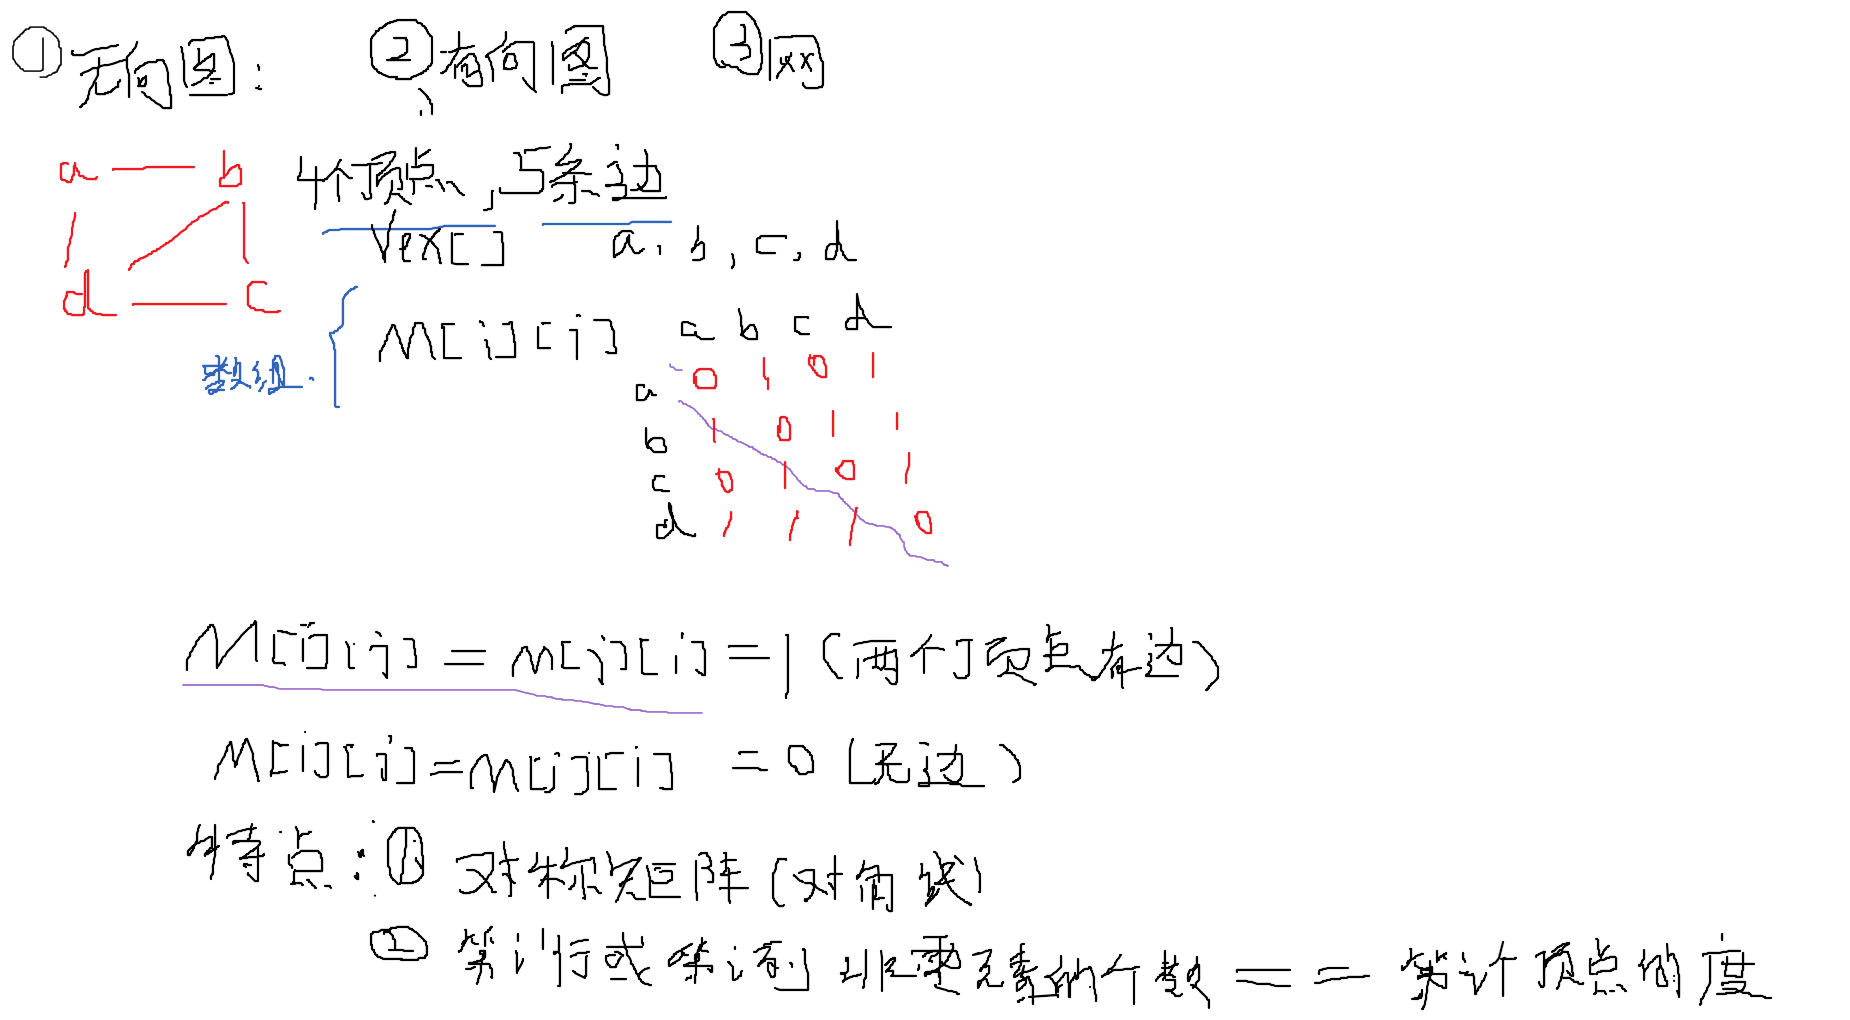 ①无向图： ②有向图 ③网
a b 4个顶点，5条边
Vex[] a，b，c，d
d c
M[i][j] a b c d
数组.
a 0 1 0 1
b 1 0 1 1
c 0 1 0 1
d 1 1 1 0
M[i][j] = M[j][i] = 1（两个顶点有边）
M[i][j] = M[j][i] = 0（无边）
特点：① 对称矩阵（对角线）
② 第i行或第i列非零元素的个数 == 第i个顶点的度